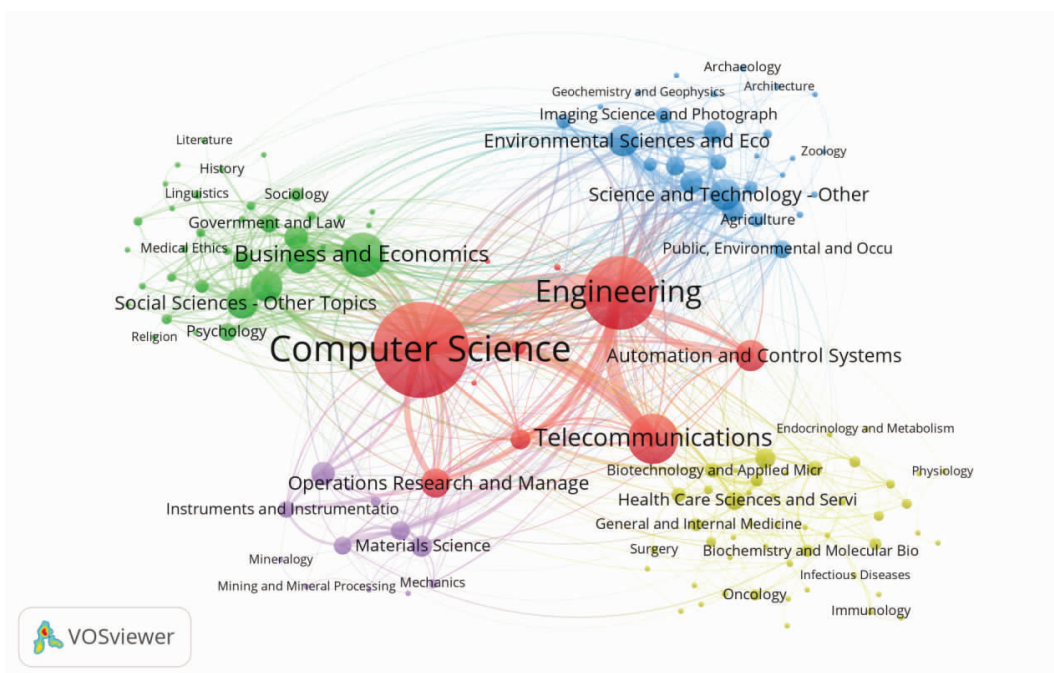 Archaeology
Architecture
Geochemistry and Geophysics
Imaging Science and Photograph
Environmental Sciences and Eco
Literature
Zoology
History
Linguistics
Sociology
Science and Technology - Other
Government and Law
Agriculture
Medical Ethics
Business and Economics
Public, Environmental and Occu
Engineering
Social Sciences - Other Topics
Religion
Psychology
Computer Science
Automation and Control Systems
Telecommunications
Endocrinology and Metabolism
Biotechnology and Applied Micr
Physiology
Operations Research and Manage
Health Care Sciences and Servi
Instruments and Instrumentatio
General and Internal Medicine
Materials Science
Surgery
Biochemistry and Molecular Bio
Mineralogy
Infectious Diseases
Mining and Mineral Processing
Mechanics
Oncology
Immunology
VOSviewer